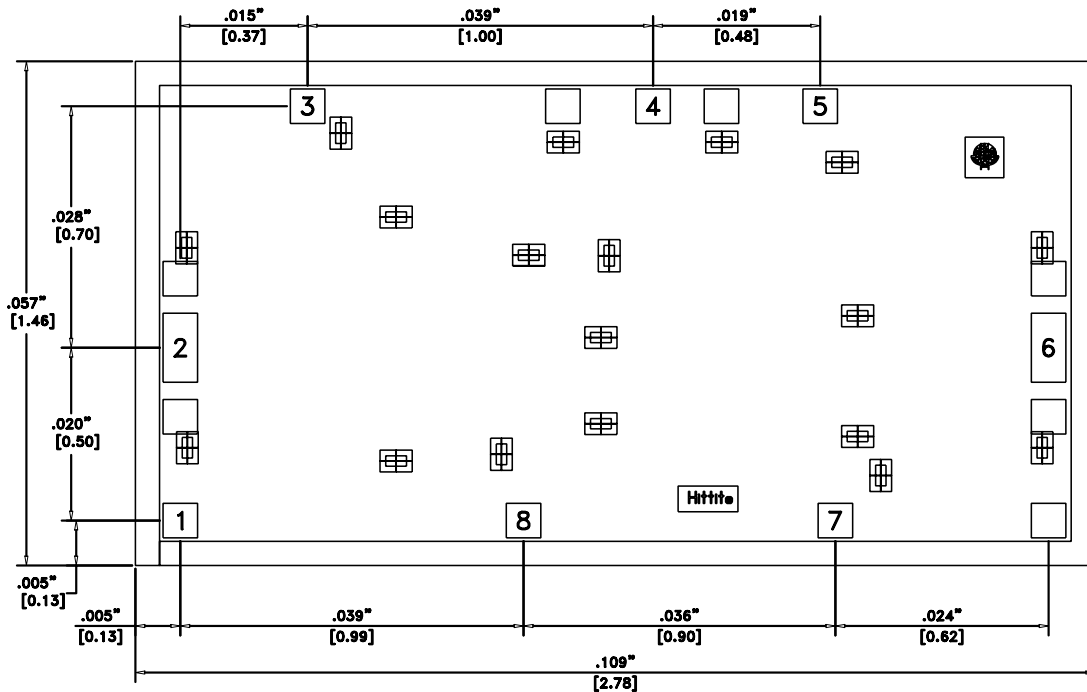 .015" .039" .019"
[0.37] [1.00] [0.48]
3 4 5
.028"
[0.70]
.057"
[1.46]
2 6
.020"
[0.50]
Hittite
1 8 7
.005"
[0.13]
.005" .039" .036" .024"
[0.13] [0.99] [0.90] [0.62]
.109"
[2.78]